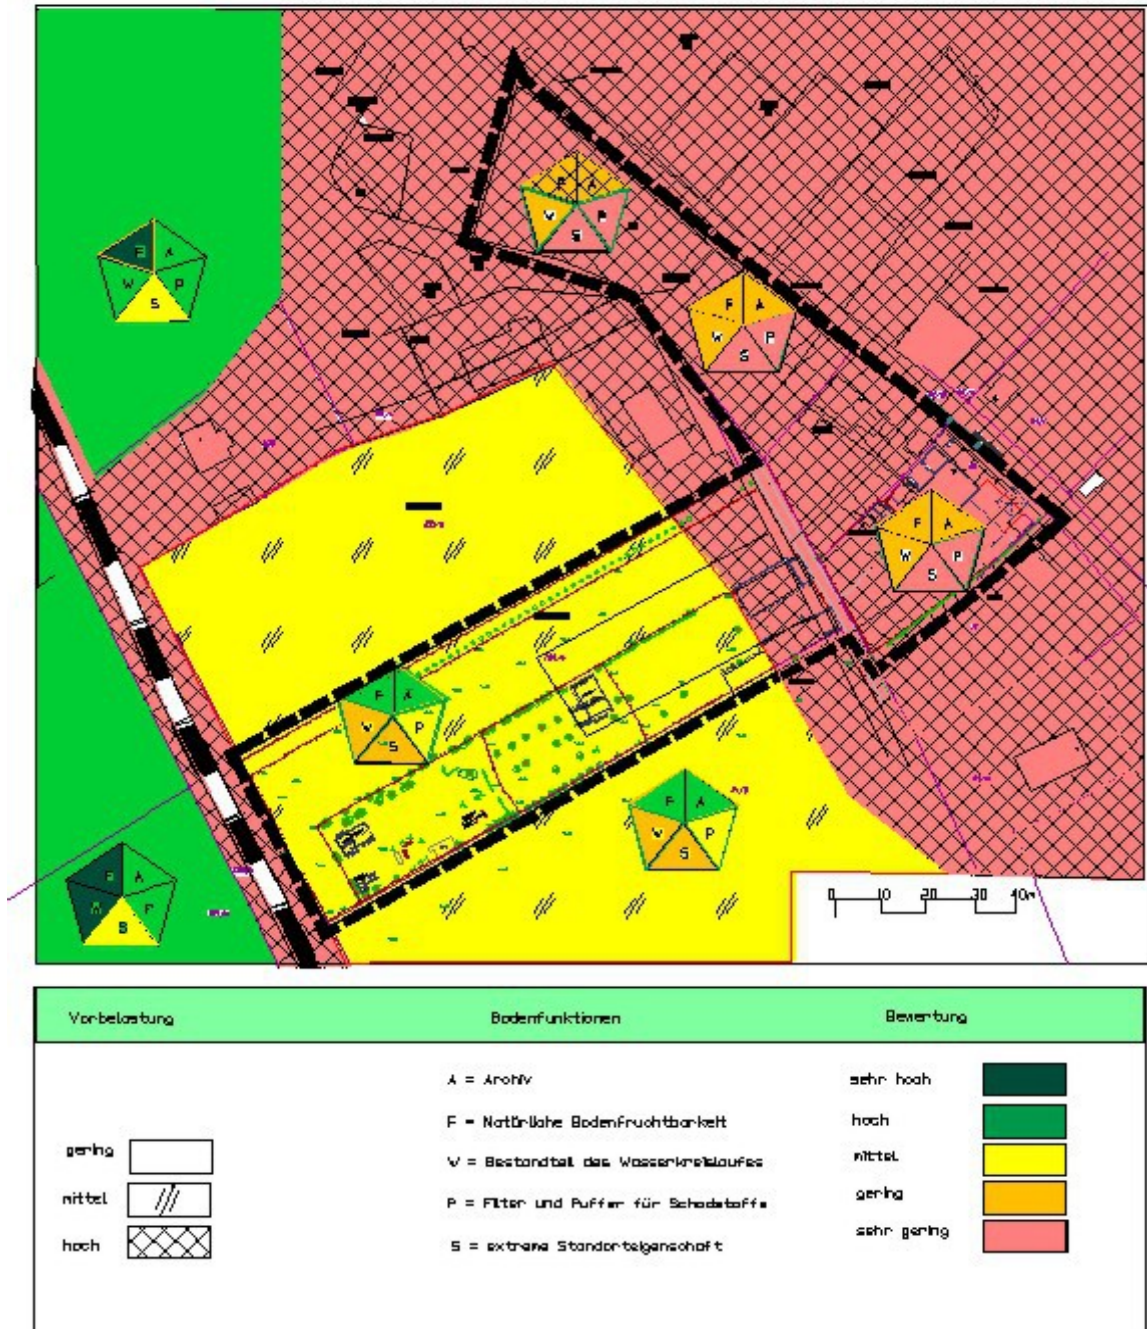 F A
W P
S
F A
W P
S
F A
W P
S
F A
W P
S
F A
W P
S
F A
W P
S
A
P
S
0 10 20 30 40m
Vorbelastung Bodenfunktionen Bewertung
A = Archiv sehr hoch
F = Natürliche Bodenfruchtbarkeit hoch
gering W = Bestandteil des Wasserkreislaufes mittel
mittel P = Filter und Puffer für Schadstoffe gering
hoch S = extreme Standorteigenschaft sehr gering